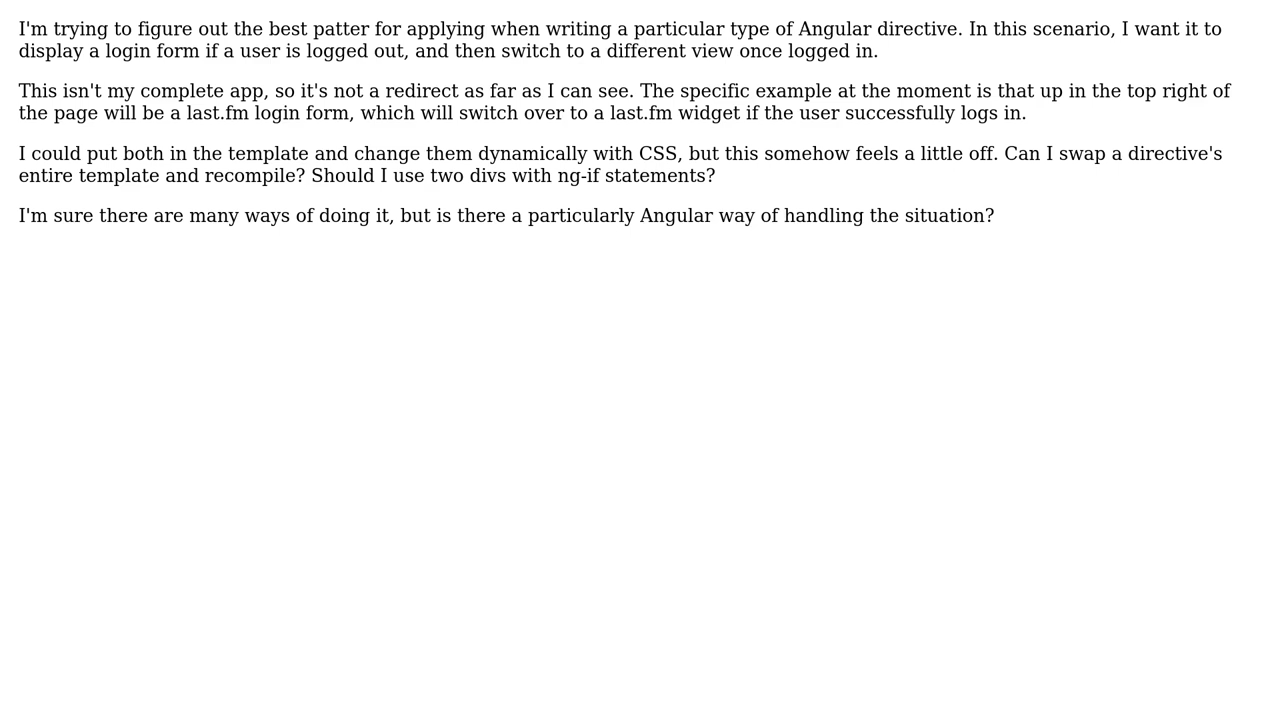 I'm trying to figure out the best patter for applying when writing a particular type of Angular directive. In this scenario, I want it to
display a login form if a user is logged out, and then switch to a different view once logged in.
This isn't my complete app, so it's not a redirect as far as I can see. The specific example at the moment is that up in the top right of
the page will be a last.fm login form, which will switch over to a last.fm widget if the user successfully logs in.
I could put both in the template and change them dynamically with CSS, but this somehow feels a little off. Can I swap a directive's
entire template and recompile? Should I use two divs with ng-if statements?
I'm sure there are many ways of doing it, but is there a particularly Angular way of handling the situation?